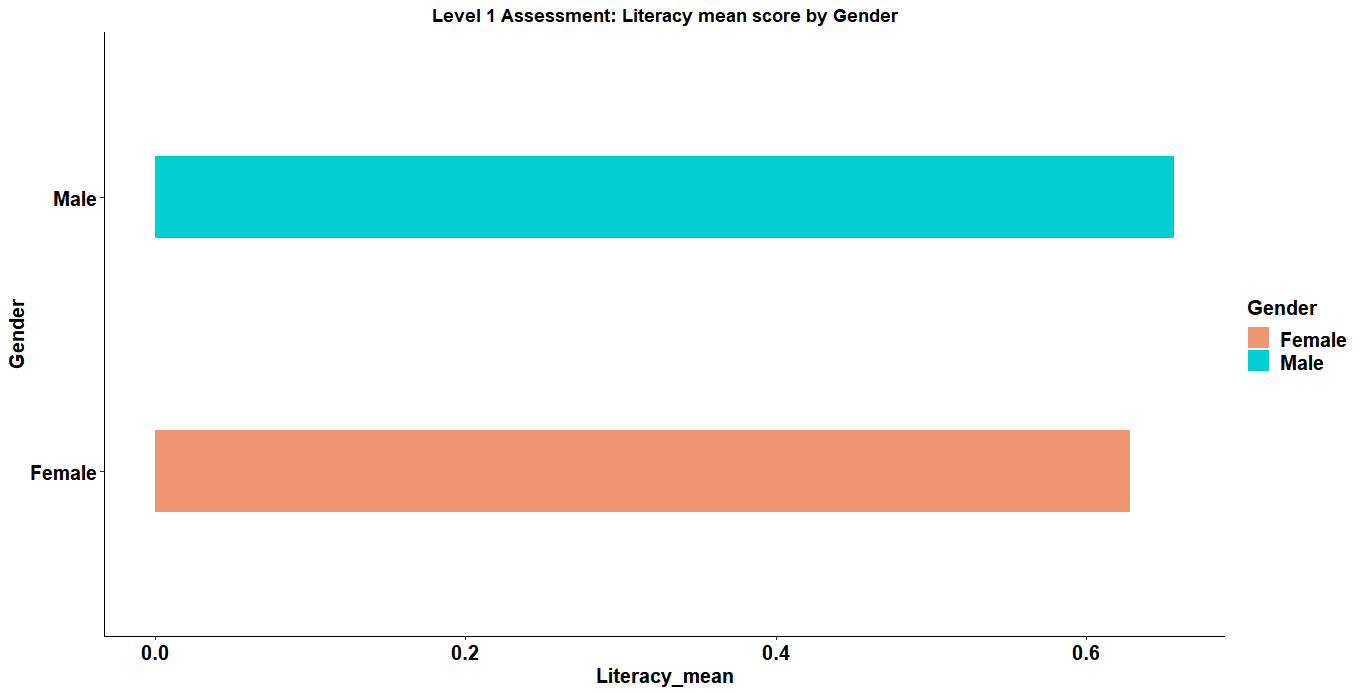 Level 1 Assessment: Literacy mean score by Gender
Male
Female
Gender
0.0 0.2 0.4 0.6
Literacy_mean
Gender
Female
Male